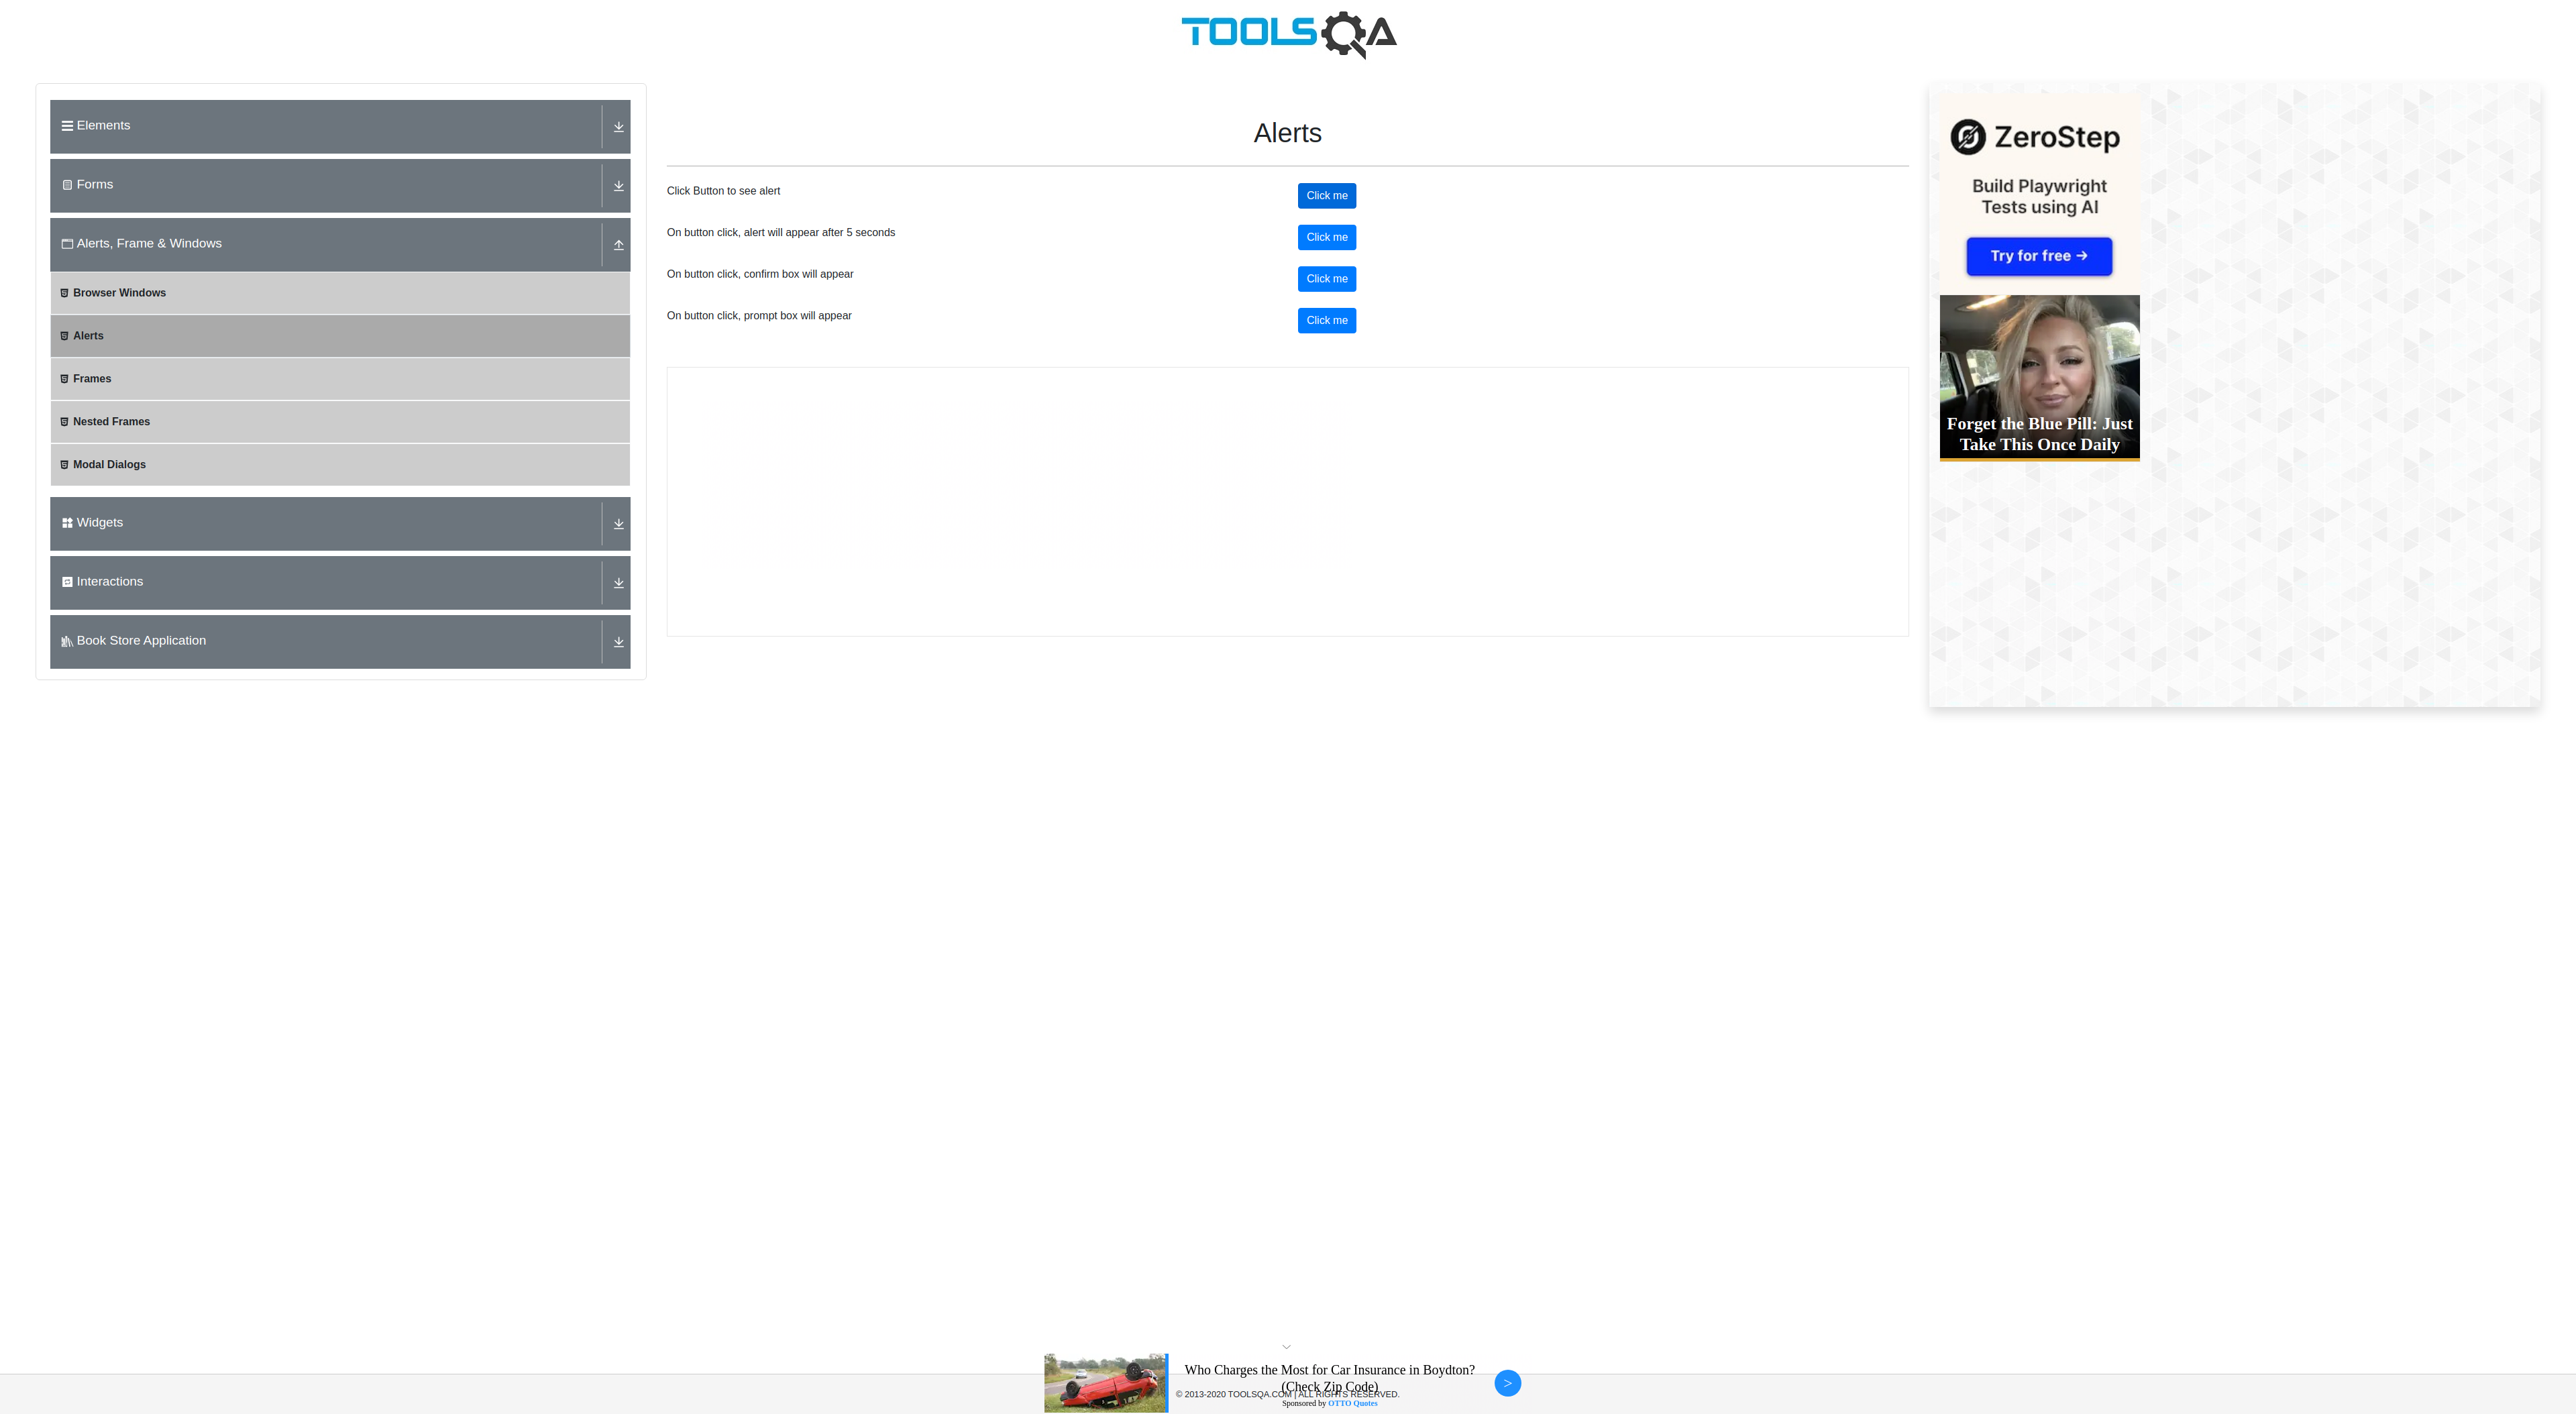 TOOLSQA
Elements
Forms
Alerts, Frame & Windows
Browser Windows
Alerts
Frames
Nested Frames
Modal Dialogs
Widgets
Interactions
Book Store Application
Alerts
Click Button to see alert
Click me
On button click, alert will appear after 5 seconds
Click me
On button click, confirm box will appear
Click me
On button click, prompt box will appear
Click me
ZeroStep
Build Playwright
Tests using AI
Try for free →
Forget the Blue Pill: Just
Take This Once Daily
Who Charges the Most for Car Insurance in Boydton?
(Check Zip Code)
© 2013-2020 TOOLSQA.COM | ALL RIGHTS RESERVED.
Sponsored by OTTO Quotes
>